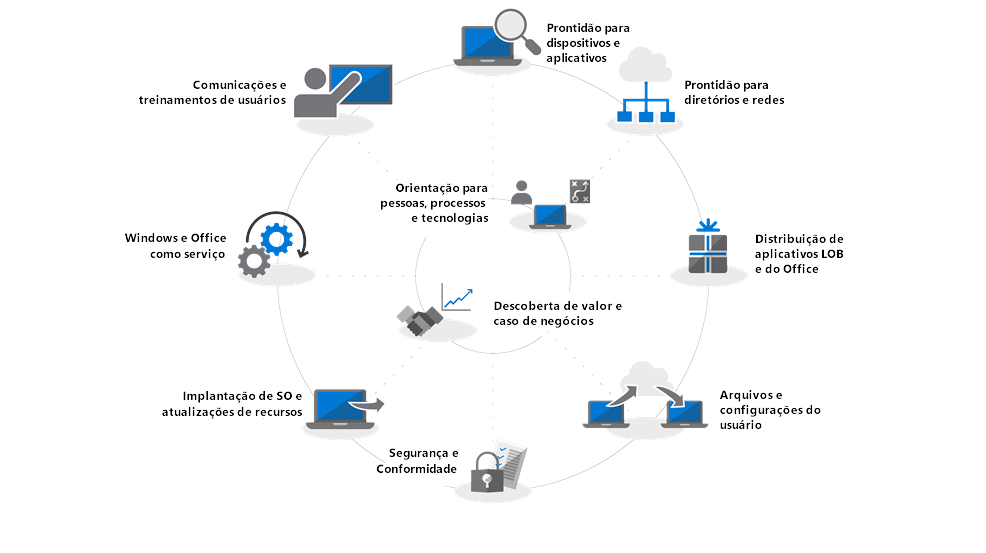 Prontidão para
dispositivos e
aplicativos
Comunicações e
treinamentos de usuários
Prontidão para
diretórios e redes
Orientação para
pessoas, processos
e tecnologias
Windows e Office
como serviço
Distribuição de
aplicativos LOB
e do Office
Descoberta de valor e
caso de negócios
Implantação de SO e
atualizações de recursos
Arquivos e
configurações do
usuário
Segurança e
Conformidade